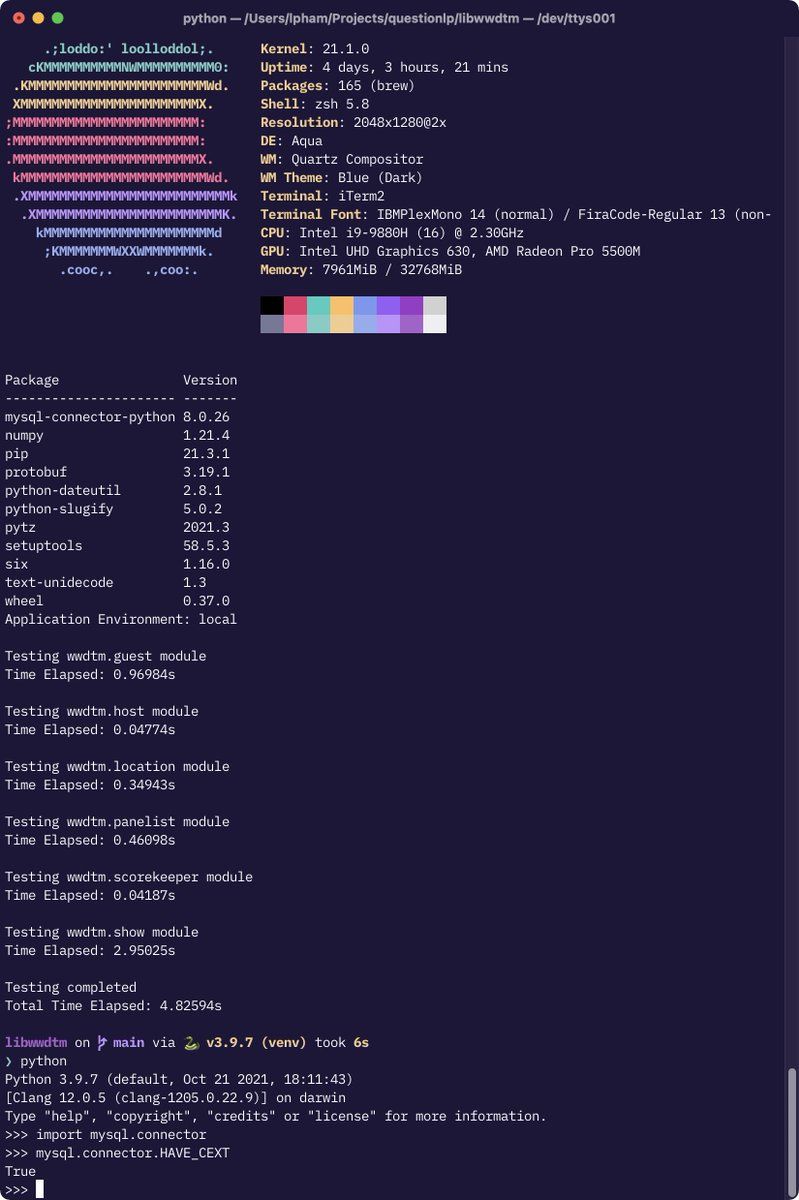 python — /Users/lpham/Projects/questionlp/libwwdtm — /dev/ttys001
.;loddo:' loolloddol;. Kernel: 21.1.0
cKMMMMMMMMMMNWMMMMMMMMMM0: Uptime: 4 days, 3 hours, 21 mins
.KMMMMMMMMMMMMMMMMMMMMMMMWd. Packages: 165 (brew)
XMMMMMMMMMMMMMMMMMMMMMMMX. Shell: zsh 5.8
;MMMMMMMMMMMMMMMMMMMMMMMM: Resolution: 2048x1280@2x
:MMMMMMMMMMMMMMMMMMMMMMMM: DE: Aqua
.MMMMMMMMMMMMMMMMMMMMMMMMX. WM: Quartz Compositor
kMMMMMMMMMMMMMMMMMMMMMMMMWd. WM Theme: Blue (Dark)
.XMMMMMMMMMMMMMMMMMMMMMMMMMMk Terminal: iTerm2
.XMMMMMMMMMMMMMMMMMMMMMMMMK. Terminal Font: IBMPlexMono 14 (normal) / FiraCode-Regular 13 (non-
kMMMMMMMMMMMMMMMMMMMMMMd CPU: Intel i9-9880H (16) @ 2.30GHz
;KMMMMMMMWXXWMMMMMMMk. GPU: Intel UHD Graphics 630, AMD Radeon Pro 5500M
.cooc,. .,coo:. Memory: 7961MiB / 32768MiB
Package Version
---------------------- -------
mysql-connector-python 8.0.26
numpy 1.21.4
pip 21.3.1
protobuf 3.19.1
python-dateutil 2.8.1
python-slugify 5.0.2
pytz 2021.3
setuptools 58.5.3
six 1.16.0
text-unidecode 1.3
wheel 0.37.0
Application Environment: local
Testing wwdtm.guest module
Time Elapsed: 0.96984s
Testing wwdtm.host module
Time Elapsed: 0.04774s
Testing wwdtm.location module
Time Elapsed: 0.34943s
Testing wwdtm.panelist module
Time Elapsed: 0.46098s
Testing wwdtm.scorekeeper module
Time Elapsed: 0.04187s
Testing wwdtm.show module
Time Elapsed: 2.95025s
Testing completed
Total Time Elapsed: 4.82594s
libwwdtm on main via 🐍 v3.9.7 (venv) took 6s
❯ python
Python 3.9.7 (default, Oct 21 2021, 18:11:43)
[Clang 12.0.5 (clang-1205.0.22.9)] on darwin
Type "help", "copyright", "credits" or "license" for more information.
>>> import mysql.connector
>>> mysql.connector.HAVE_CEXT
True
>>>